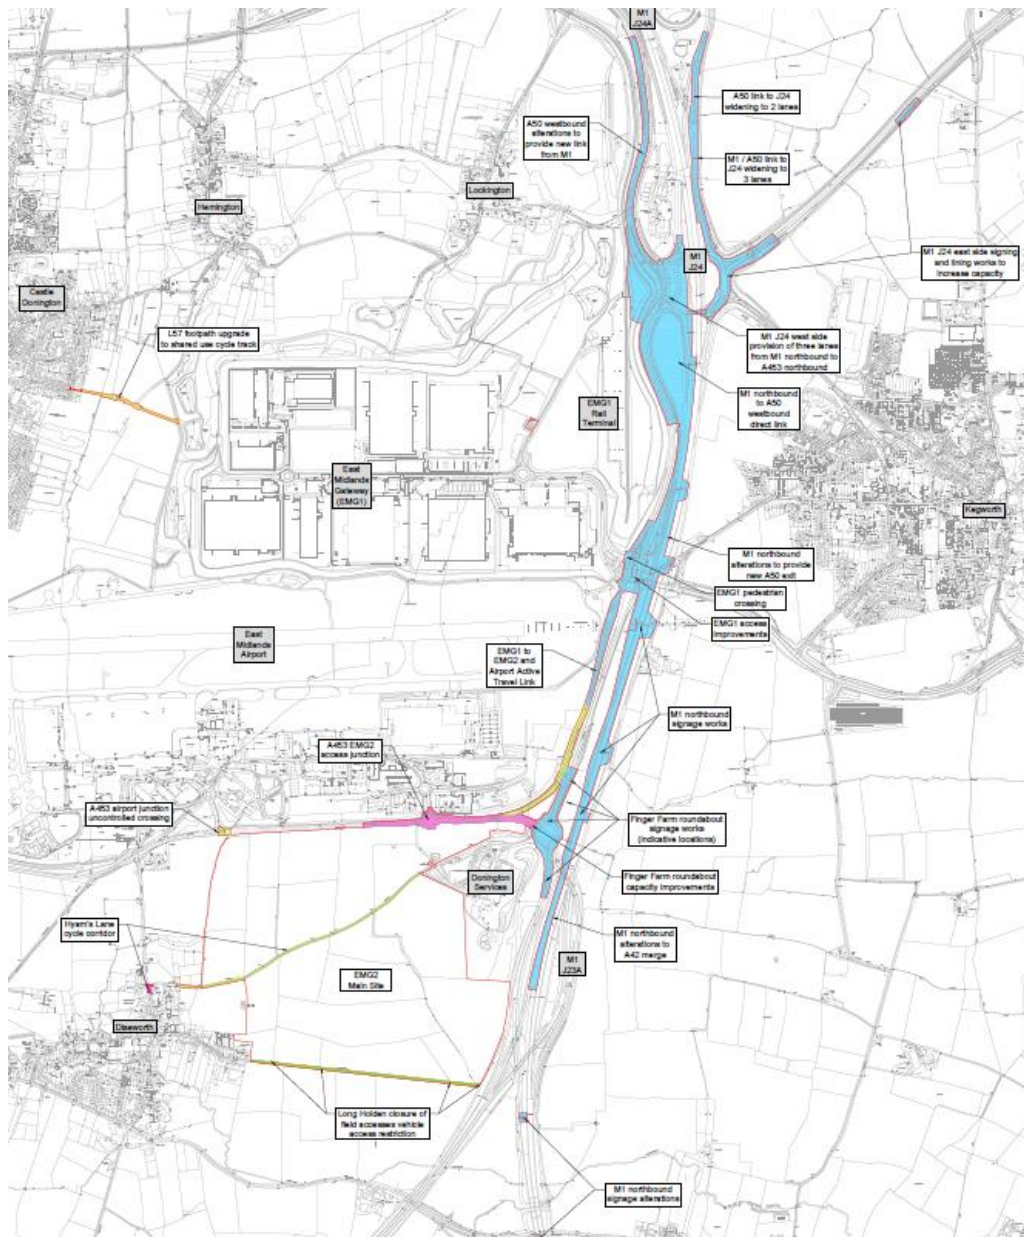 M1
J24A
A50 link to J24
widening to 2 lanes
A50 westbound
alterations to
provide new link
from M1
M1 / A50 link to
J24 widening to
3 lanes
Lockington
Hemington
M1
J24
M1 J24 east side signing
and lining works to
increase capacity
Castle
Donington
L57 footpath upgrade
to shared use cycle track
M1 J24 west side
provision of three lanes
from M1 northbound to
A453 northbound
M1 northbound
to A50
westbound
direct link
EMG1
Rail
Terminal
East
Midlands
Gateway
(EMG1)
Kegworth
M1 northbound
alterations to provide
new A50 exit
EMG1 pedestrian
crossing
EMG1 access
improvements
East
Midlands
Airport
EMG1 to
EMG2 and
Airport Active
Travel Link
M1 northbound
signage works
A453 EMG2
access junction
A453 airport junction
uncontrolled crossing
Finger Farm roundabout
signage works
(indicative locations)
Donington
Services
Finger Farm roundabout
capacity improvements
Hyam's Lane
cycle corridor
M1 northbound
alterations to
A42 merge
M1
J23A
EMG2
Main Site
Diseworth
Long Holden closure of
field accesses vehicle
access restriction
M1 northbound
signage alterations